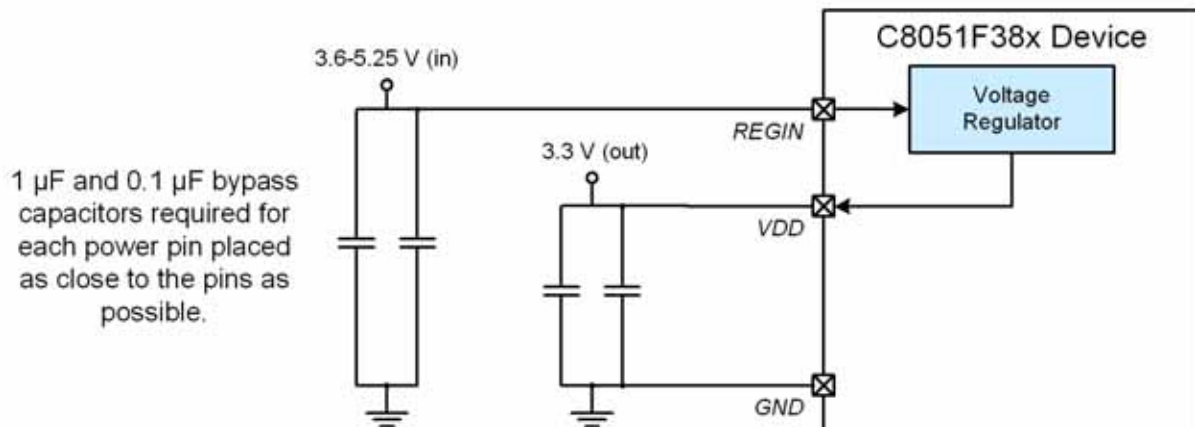 C8051F38x Device
3.6-5.25 V (in)
Voltage
Regulator
REGIN
3.3 V (out)
1 µF and 0.1 µF bypass
capacitors required for
each power pin placed
as close to the pins as
possible.
VDD
GND